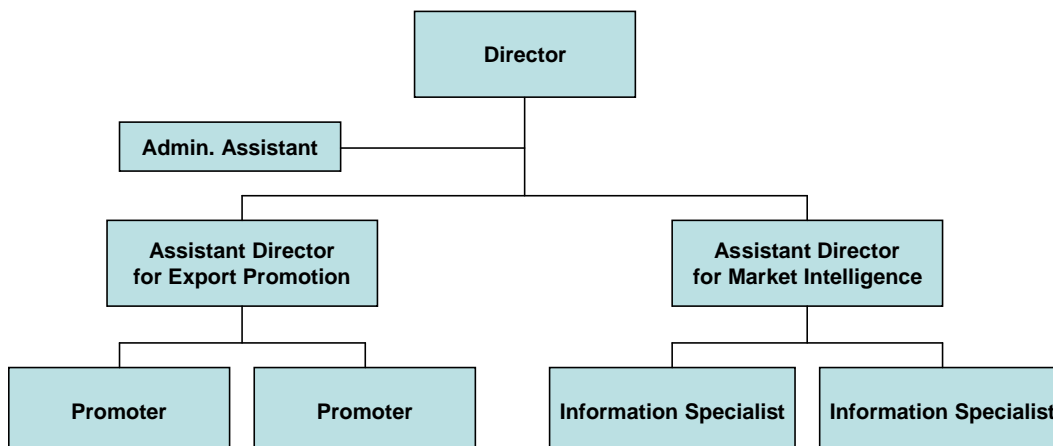 Director
Admin. Assistant
Assistant Director
for Export Promotion
Assistant Director
for Market Intelligence
Promoter
Promoter
Information Specialist
Information Specialist